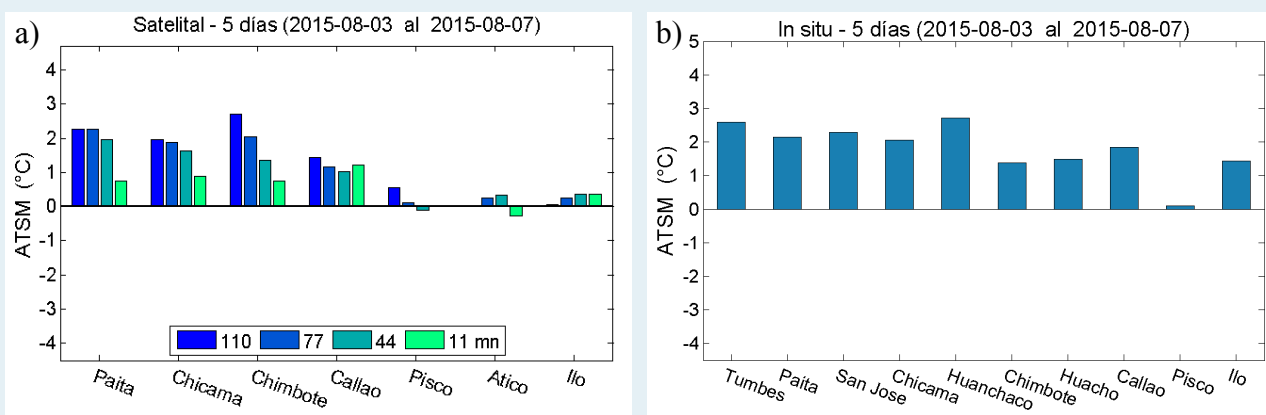 a)
Satelital - 5 días (2015-08-03 al 2015-08-07)
ATSM (°C)
4
3
2
1
0
-1
-2
-3
-4
110 77 44 11 mn
Paita Chicama Chimbote Callao Pisco Atico Ilo
b)
In situ - 5 días (2015-08-03 al 2015-08-07)
ATSM (°C)
5
4
3
2
1
0
-1
-2
-3
-4
Tumbes Paita San Jose Chicama Huanchaco Chimbote Huacho Callao Pisco Ilo